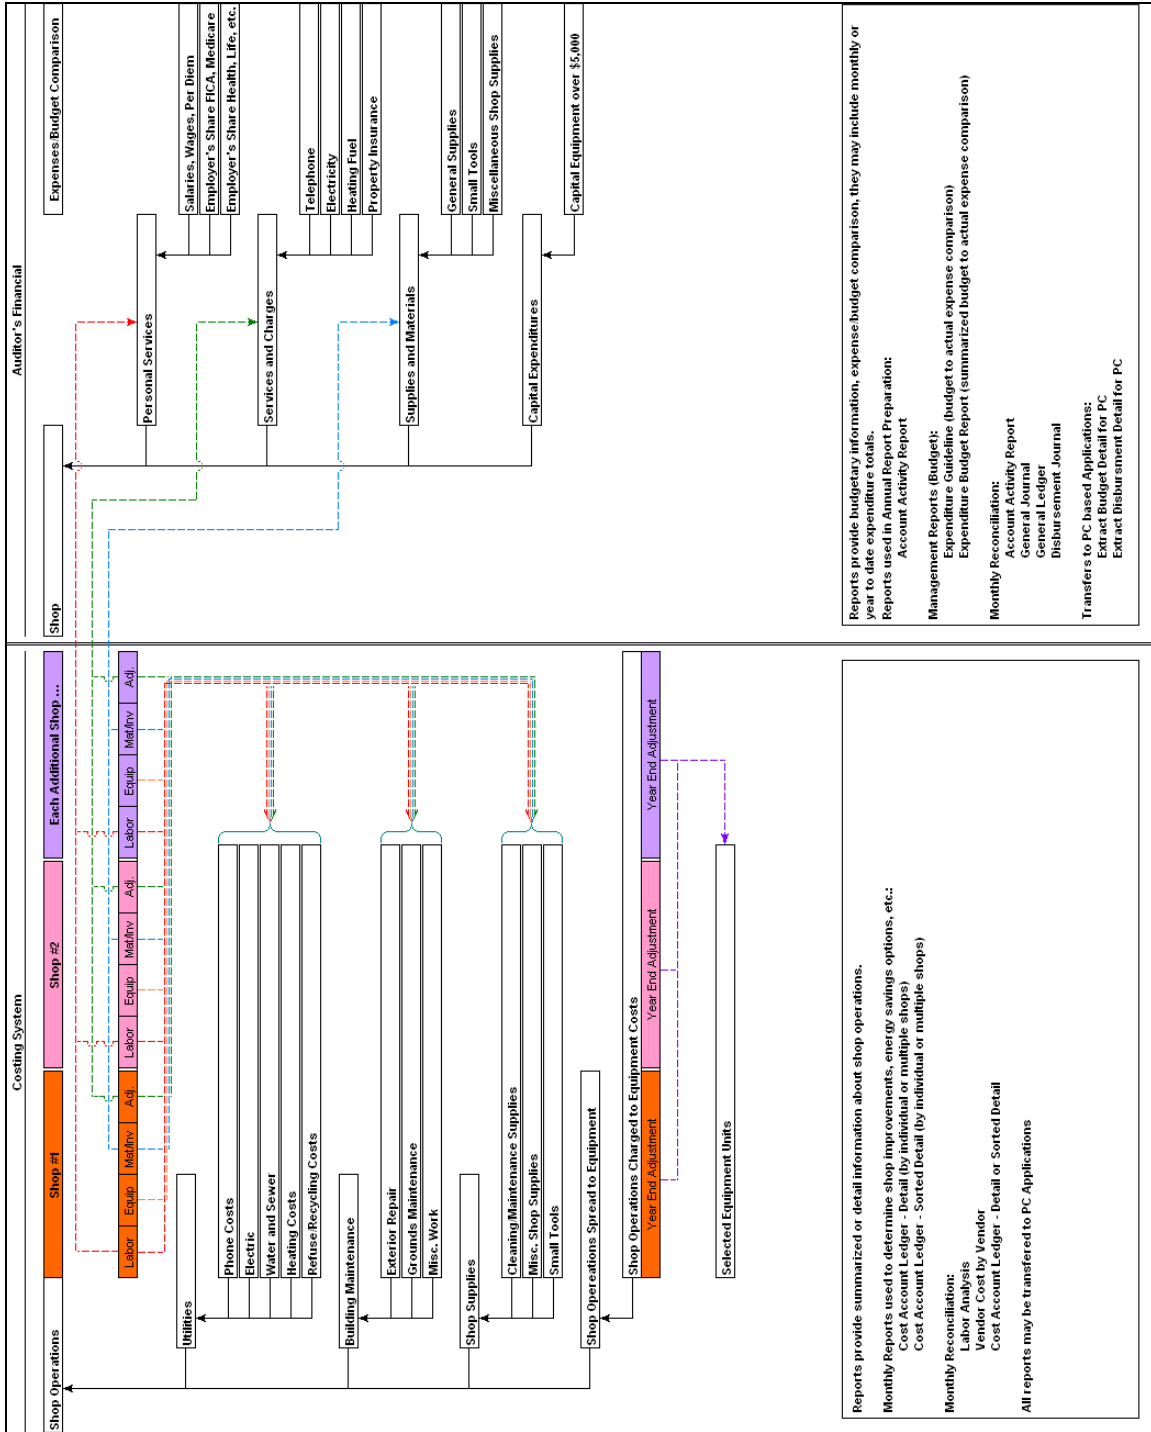 Costing System
Shop Operations
Shop #1
Shop #2
Each Additional Shop ...
Labor
Equip
Mat/Inv
Adj.
Labor
Equip
Mat/Inv
Adj.
Labor
Equip
Mat/Inv
Adj.
Utilities
Phone Costs
Electric
Water and Sewer
Heating Costs
Refuse/Recycling Costs
Building Maintenance
Exterior Repair
Grounds Maintenance
Misc. Work
Shop Supplies
Cleaning/Maintenance Supplies
Misc. Shop Supplies
Small Tools
Shop Opereations Spread to Equipment
Shop Operations Charged to Equipment Costs
Year End Adjustment
Year End Adjustment
Year End Adjustment
Selected Equipment Units
Reports provide summarized or detail information about shop operations.
Monthly Reports used to determine shop improvements, energy savings options, etc.:
Cost Account Ledger - Detail (by individual or multiple shops)
Cost Account Ledger - Sorted Detail (by individual or multiple shops)
Monthly Reconciliation:
Labor Analysis
Vendor Cost by Vendor
Cost Account Ledger - Detail or Sorted Detail
All reports may be transfered to PC Applications
Auditor's Financial
Shop
Expenses/Budget Comparison
Personal Services
Salaries, Wages, Per Diem
Employer's Share FICA, Medicare
Employer's Share Health, Life, etc.
Services and Charges
Telephone
Electricity
Heating Fuel
Property Insurance
Supplies and Materials
General Supplies
Small Tools
Miscellaneous Shop Supplies
Capital Expenditures
Capital Equipment over $5,000
Reports provide budgetary information, expense/budget comparison, they may include monthly or
year to date expenditure totals.
Reports used in Annual Report Preparation:
Account Activity Report
Management Reports (Budget):
Expenditure Guideline (budget to actual expense comparison)
Expenditure Budget Report (summarized budget to actual expense comparison)
Monthly Reconciliation:
Account Activity Report
General Journal
General Ledger
Disbursement Journal
Transfers to PC based Applications:
Extract Budget Detail for PC
Extract Disbursment Detail for PC